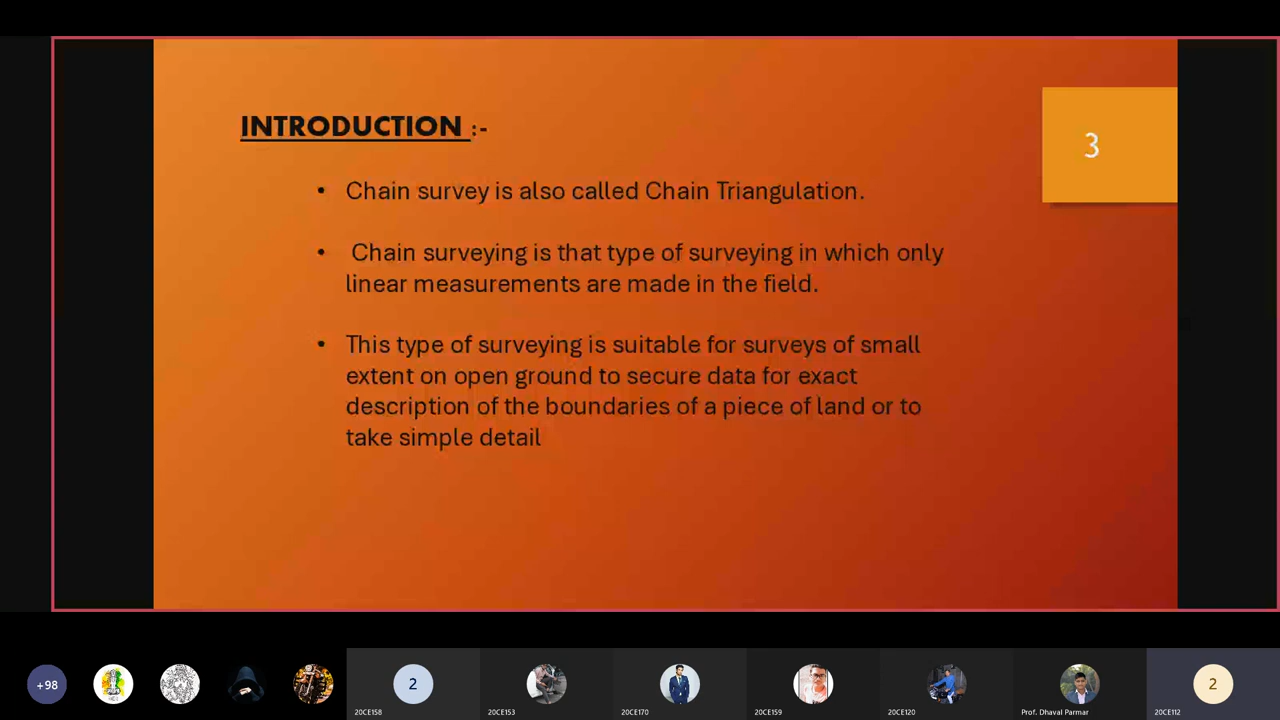 INTRODUCTION :-
3
• Chain survey is also called Chain Triangulation.
• Chain surveying is that type of surveying in which only
linear measurements are made in the field.
• This type of surveying is suitable for surveys of small
extent on open ground to secure data for exact
description of the boundaries of a piece of land or to
take simple detail
+98
2
2
20CE158
20CE153
20CE170
20CE159
20CE120
Prof. Dhaval Parmar
20CE112